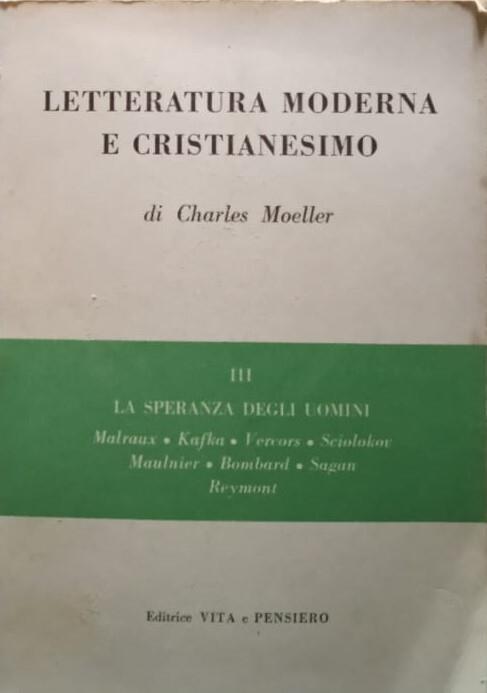 LETTERATURA MODERNA
E CRISTIANESIMO
di Charles Moeller
III
LA SPERANZA DEGLI UOMINI
Malraux • Kafka • Vercors • Sciolokov
Maulnier • Bombard • Sagan
Reymont
Editrice VITA e PENSIERO